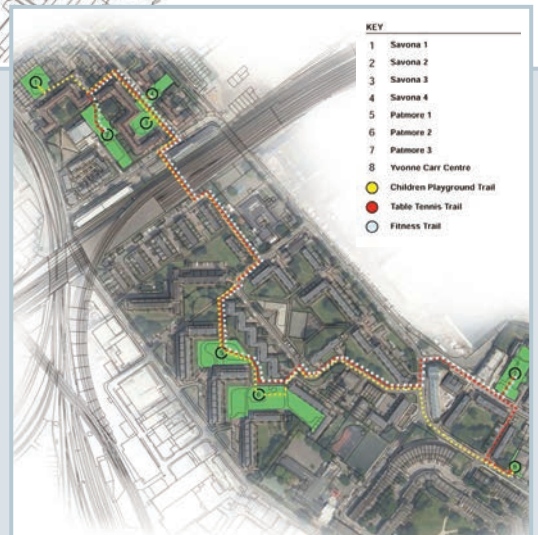 KEY
1 Savona 1
2 Savona 2
3 Savona 3
4 Savona 4
5 Patmore 1
6 Patmore 2
7 Patmore 3
8 Yvonne Carr Centre
Children Playground Trail
Table Tennis Trail
Fitness Trail